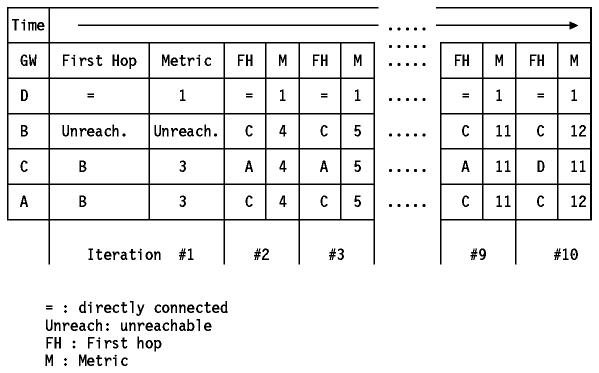 Time .....
.....
GW First Hop Metric FH M FH M ..... FH M FH M
D = 1 = 1 = 1 ..... = 1 = 1
B Unreach. Unreach. C 4 C 5 ..... C 11 C 12
C B 3 A 4 A 5 ..... A 11 D 11
A B 3 C 4 C 5 ..... C 11 C 12
Iteration #1 #2 #3 #9 #10
= : directly connected
Unreach: unreachable
FH : First hop
M : Metric